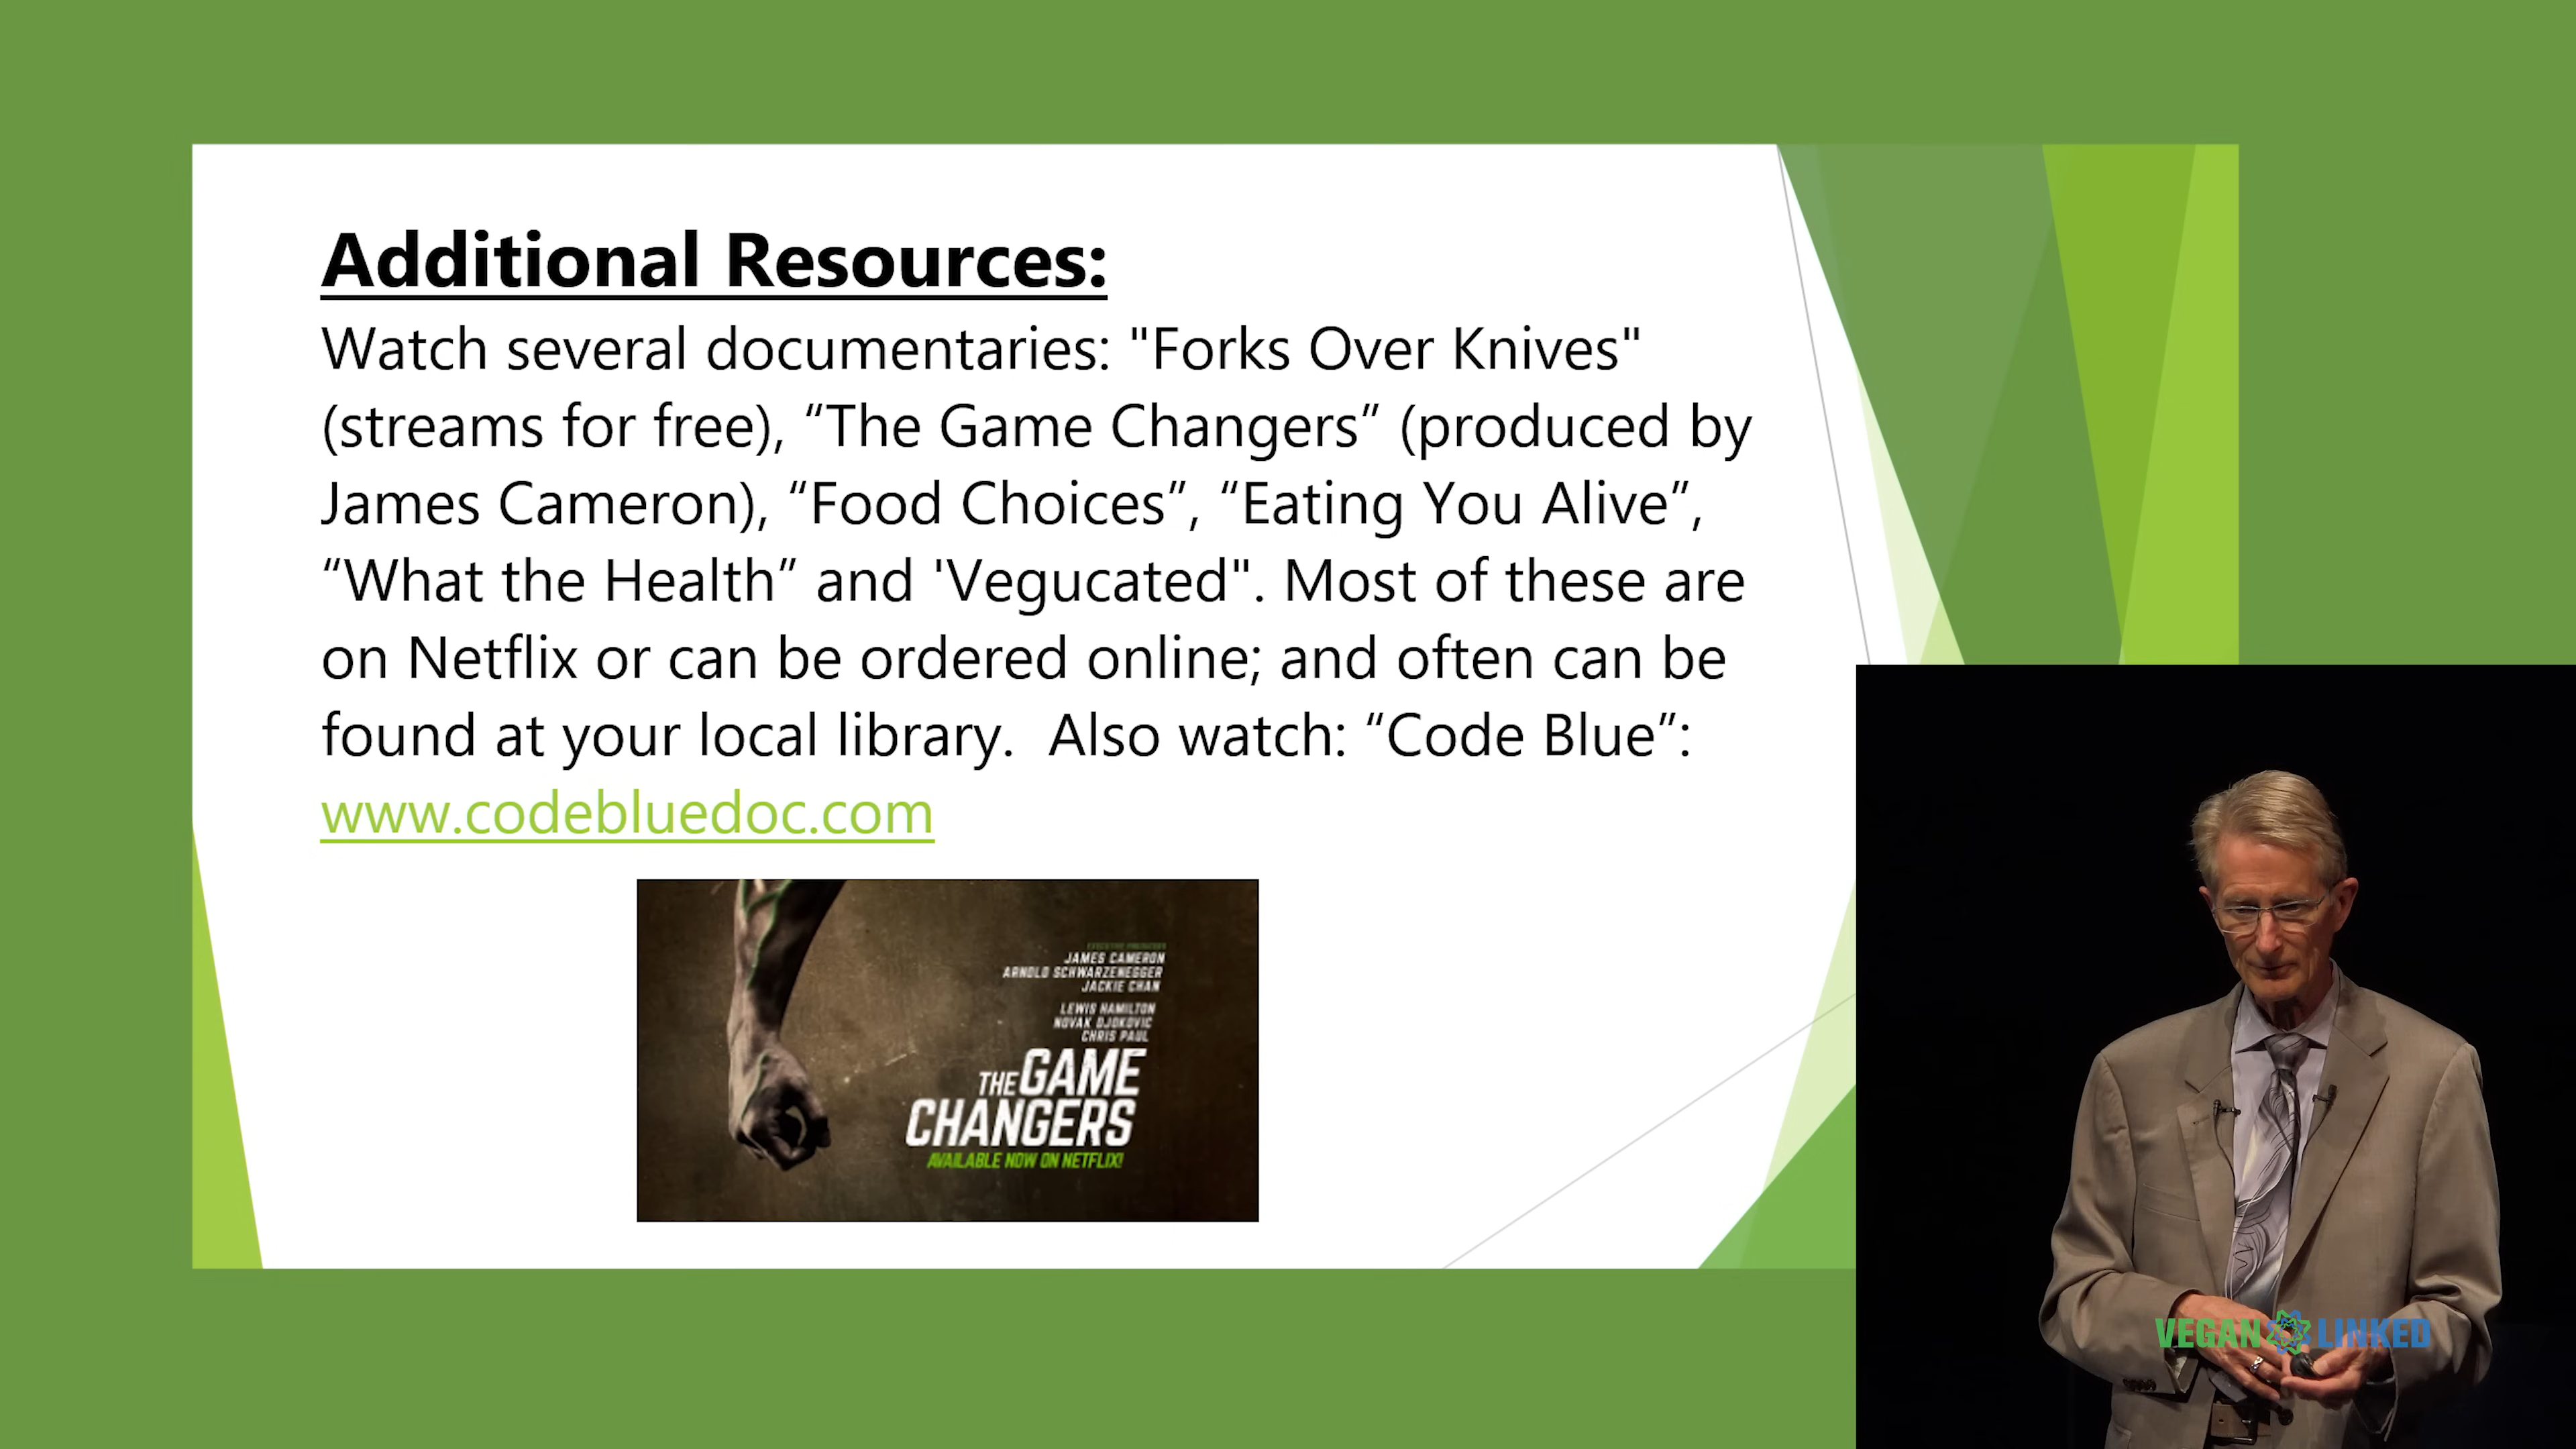 Additional Resources:
Watch several documentaries: "Forks Over Knives"
(streams for free), “The Game Changers” (produced by
James Cameron), “Food Choices”, “Eating You Alive”,
“What the Health” and 'Vegucated". Most of these are
on Netflix or can be ordered online; and often can be
found at your local library.  Also watch: “Code Blue”:
www.codebluedoc.com
EXECUTIVE PRODUCERS
JAMES CAMERON
ARNOLD SCHWARZENEGGER
JACKIE CHAN
LEWIS HAMILTON
NOVAK DJOKOVIC
CHRIS PAUL
THE GAME
CHANGERS
AVAILABLE NOW ON NETFLIX!
VEGAN LINKED